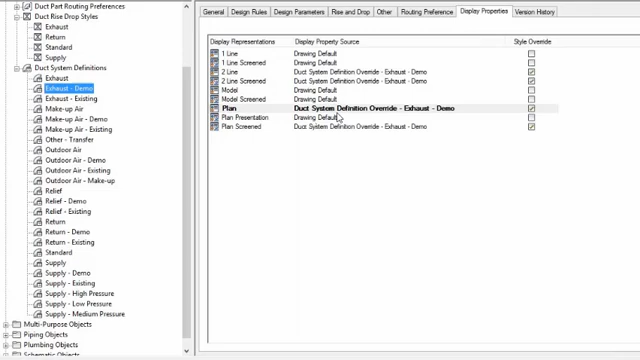 Duct Part Routing Preferences
Duct Rise Drop Styles
Exhaust
Return
Standard
Supply
Duct System Definitions
Exhaust
Exhaust - Demo
Exhaust - Existing
Make-up Air
Make-up Air - Demo
Make-up Air - Existing
Other - Transfer
Outdoor Air
Outdoor Air - Demo
Outdoor Air - Existing
Outdoor Air - Make-up
Relief
Relief - Demo
Relief - Existing
Return
Return - Demo
Return - Existing
Standard
Supply
Supply - Demo
Supply - Existing
Supply - High Pressure
Supply - Low Pressure
Supply - Medium Pressure
Multi-Purpose Objects
Piping Objects
Plumbing Objects
Schematic Objects
General Design Rules Design Parameters Rise and Drop Other Routing Preference Display Properties Version History
Display Representations Display Property Source Style Override
1 Line Drawing Default
1 Line Screened Drawing Default
2 Line Duct System Definition Override - Exhaust - Demo
2 Line Screened Duct System Definition Override - Exhaust - Demo
Model Drawing Default
Model Screened Drawing Default
Plan Duct System Definition Override - Exhaust - Demo
Plan Presentation Drawing Default
Plan Screened Duct System Definition Override - Exhaust - Demo